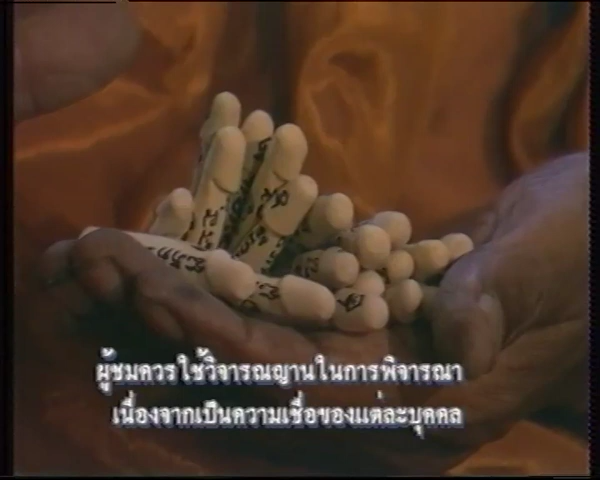 ผู้ชมควรใช้วิจารณญานในการพิจารณา
เนื่องจากเป็นความเชื่อของแต่ละบุคคล